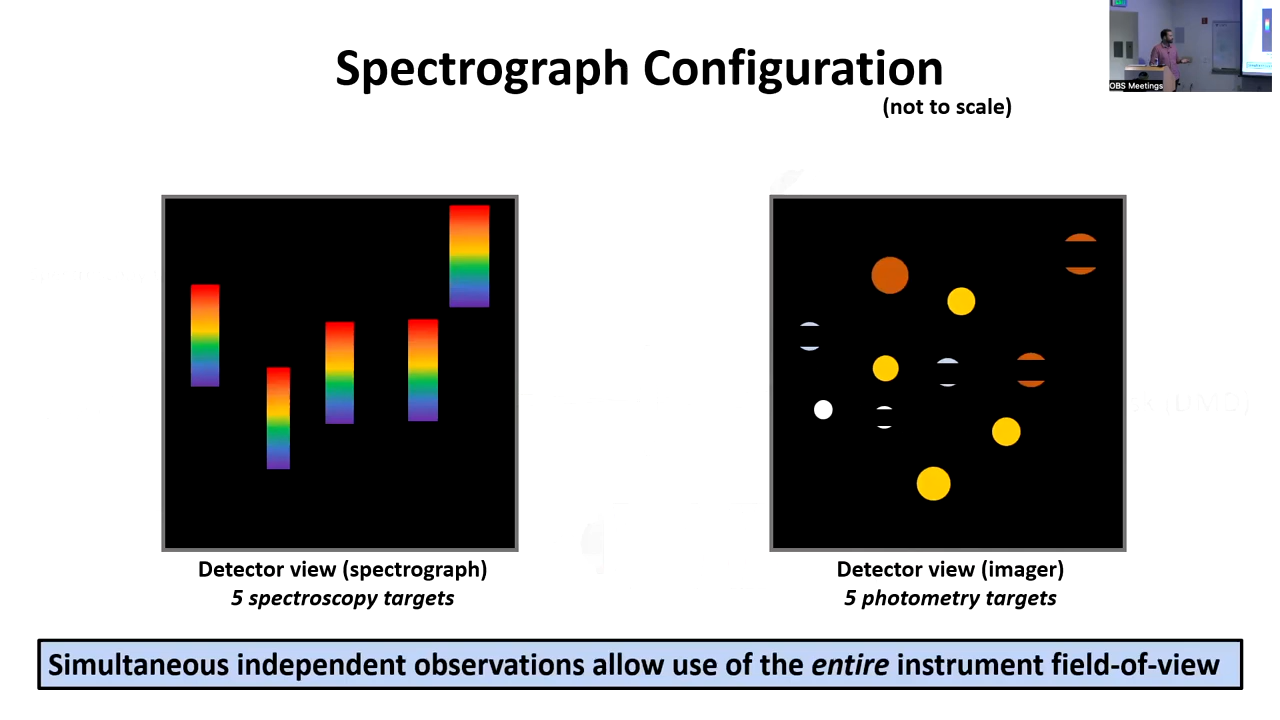 Spectrograph Configuration
(not to scale)
OBS Meetings
Detector view (spectrograph)
5 spectroscopy targets
Detector view (imager)
5 photometry targets
Simultaneous independent observations allow use of the entire instrument field-of-view